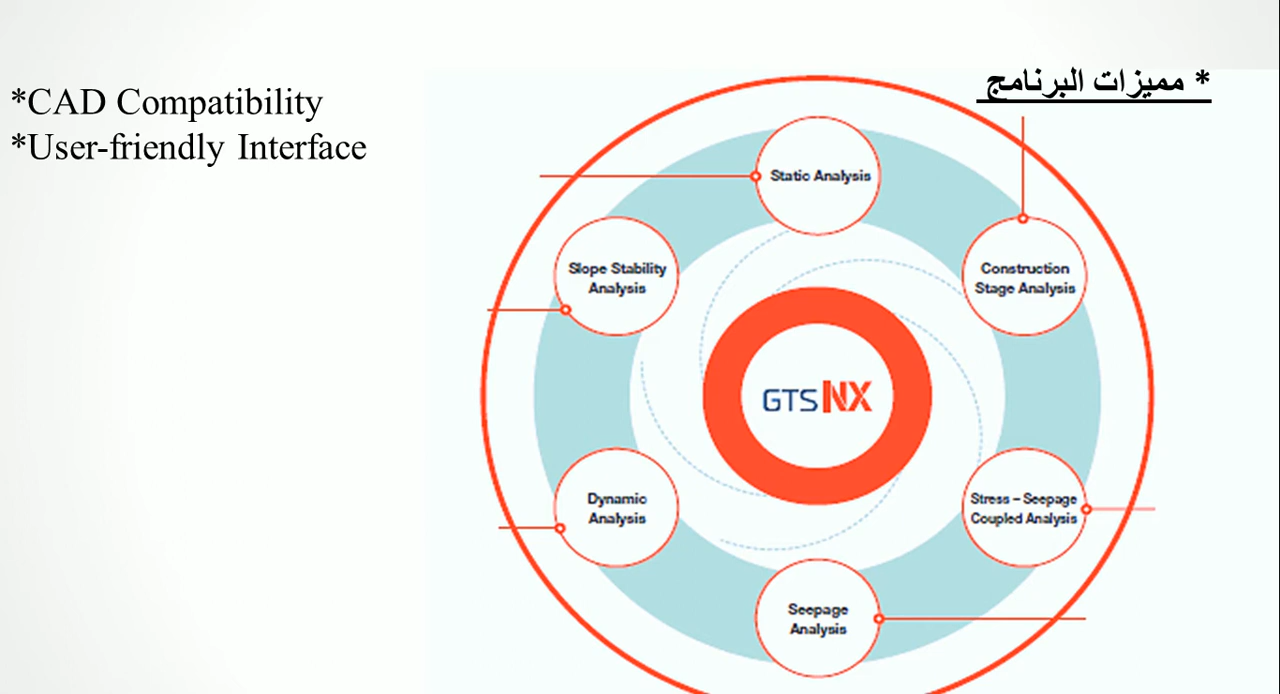 * مميزات البرنامج
*CAD Compatibility
*User-friendly Interface
Static Analysis
Slope Stability
Analysis
Construction
Stage Analysis
GTS NX
Dynamic
Analysis
Stress – Seepage
Coupled Analysis
Seepage
Analysis